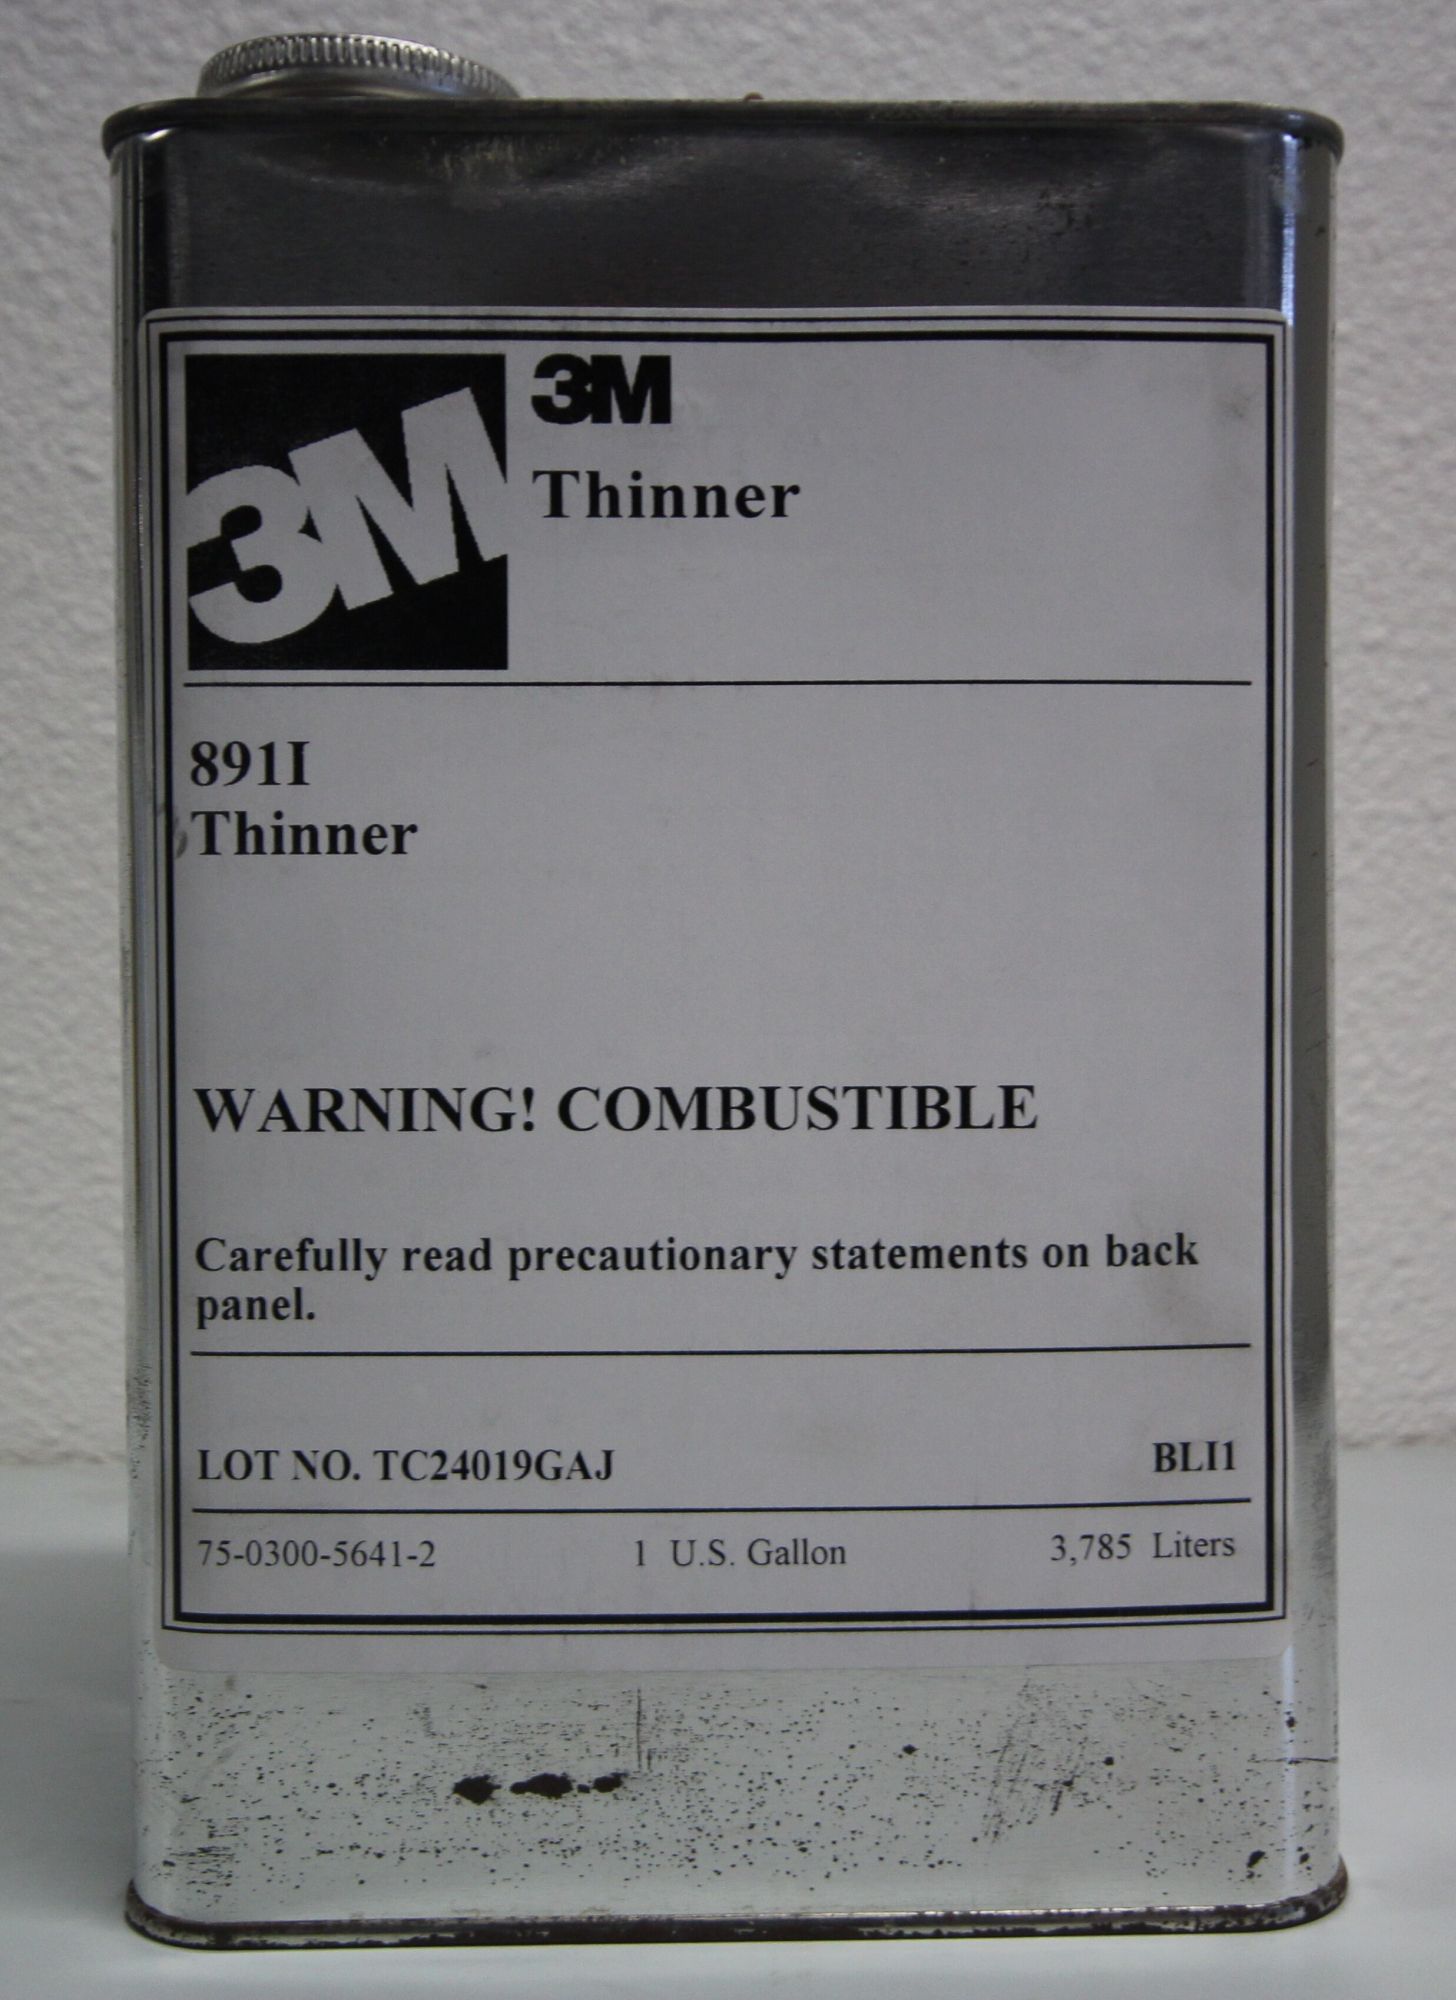 3M
3M
Thinner
891I
Thinner
WARNING! COMBUSTIBLE
Carefully read precautionary statements on back
panel.
LOT NO. TC24019GAJ BLI1
75-0300-5641-2 1 U.S. Gallon 3,785 Liters